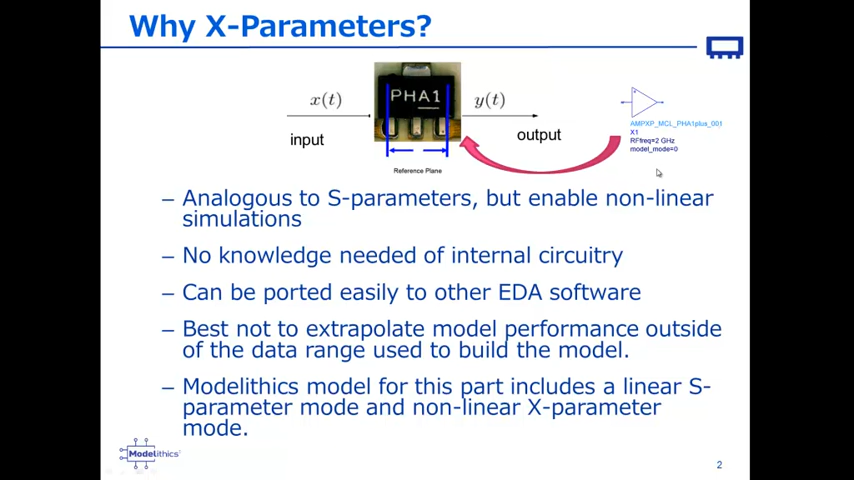 Why X-Parameters?
x(t)
PHA1
y(t)
input
output
Reference Plane
AMPXP_MCL_PHA1plus_001
X1
RFfreq=2 GHz
model_mode=0
– Analogous to S-parameters, but enable non-linear
simulations
– No knowledge needed of internal circuitry
– Can be ported easily to other EDA software
– Best not to extrapolate model performance outside
of the data range used to build the model.
– Modelithics model for this part includes a linear S-
parameter mode and non-linear X-parameter
mode.
Modelithics
2